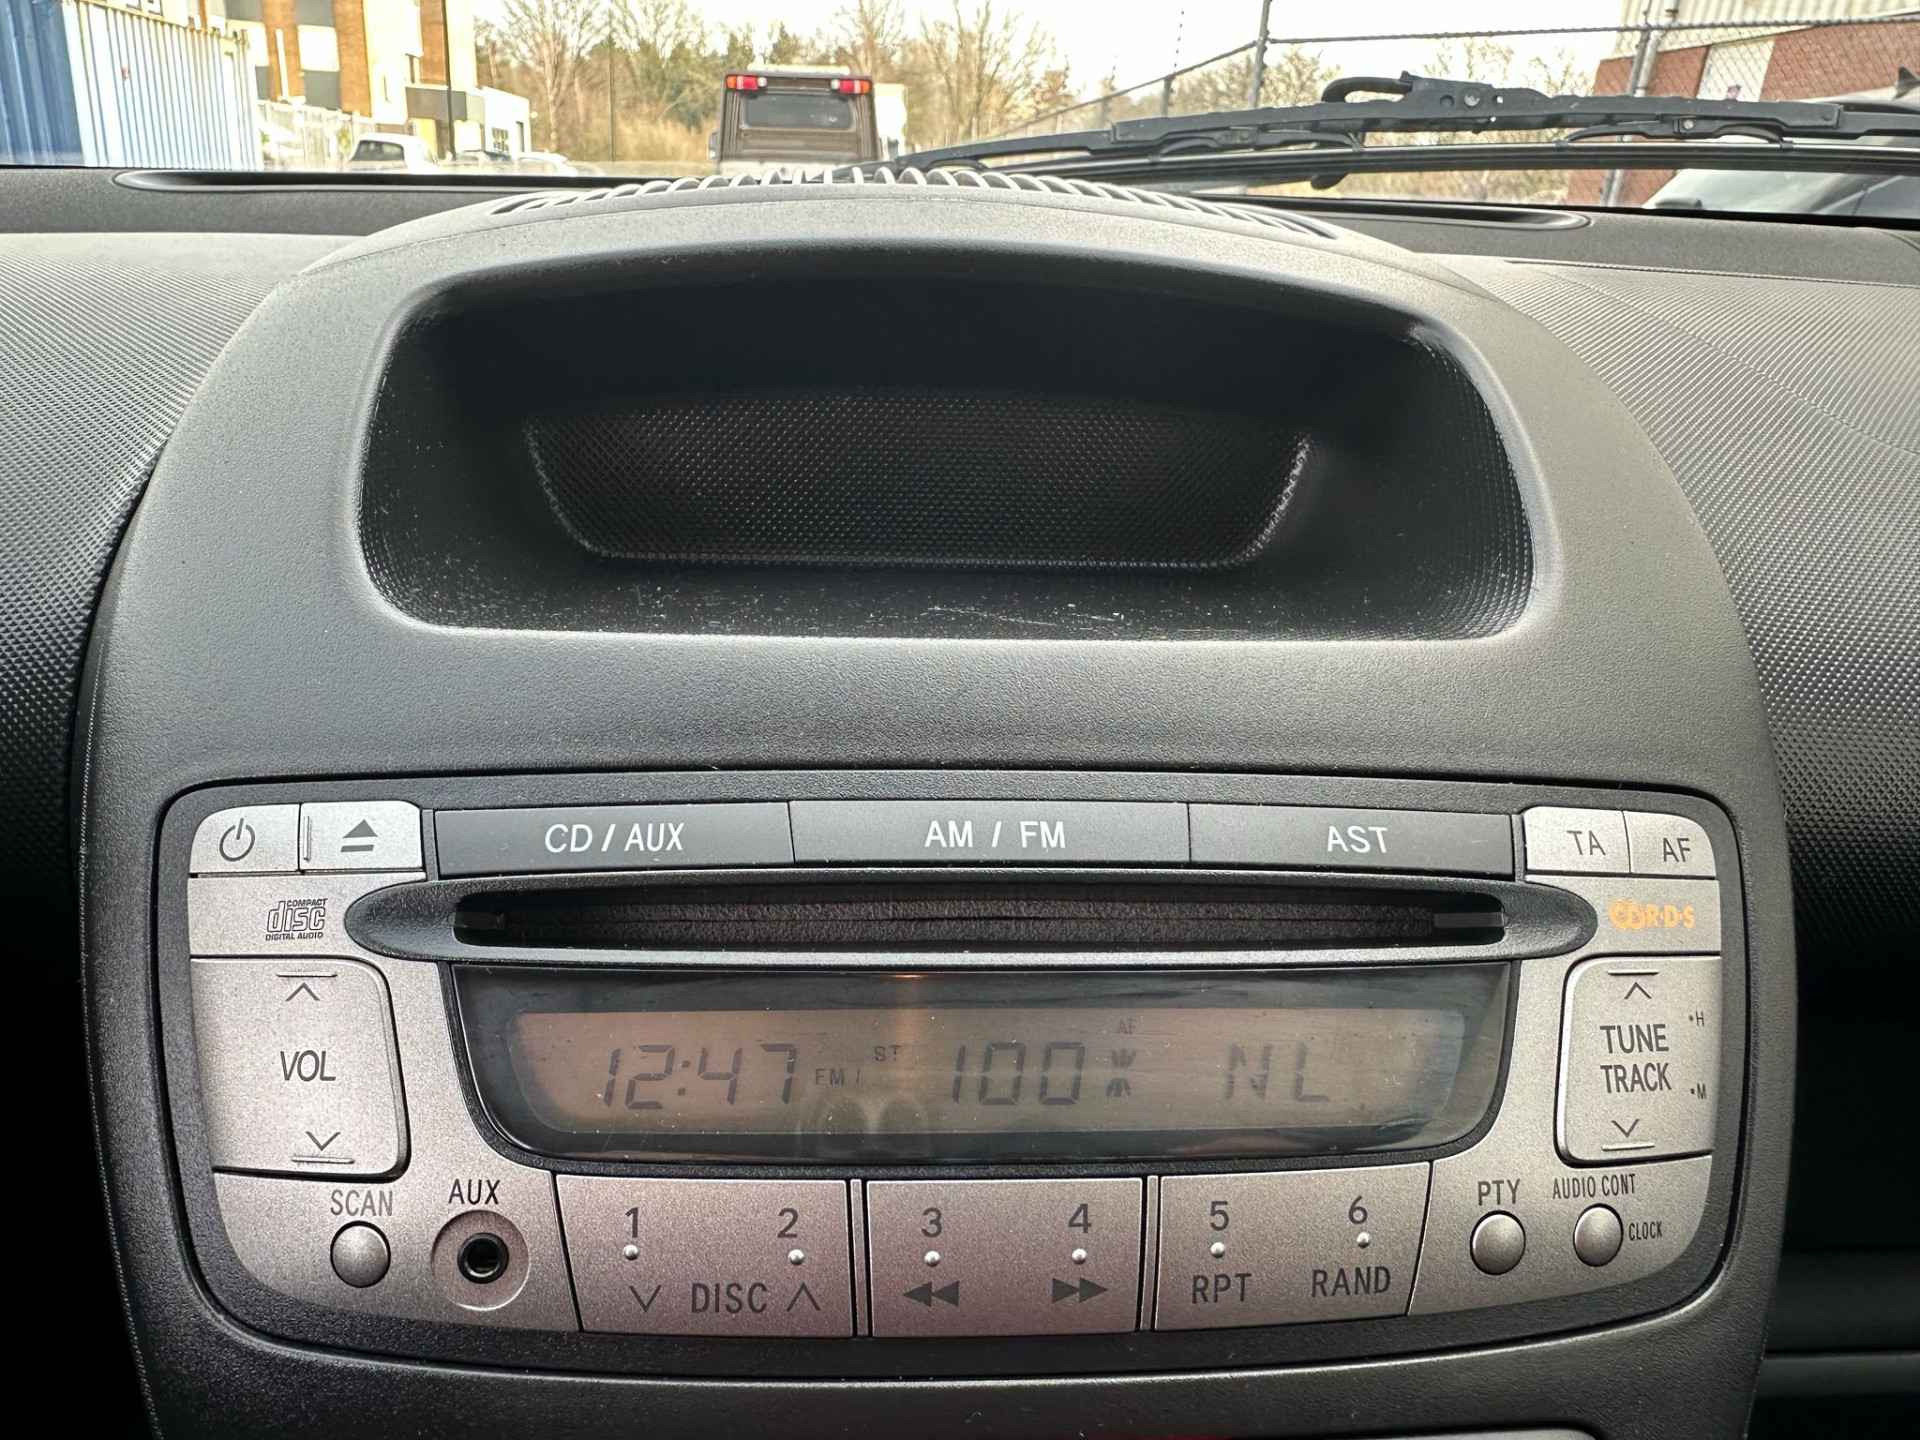 CD / AUX AM / FM AST TA AF
COMPACT
disc
DIGITAL AUDIO
R·D·S
VOL
12:47 FM 1 ST 100% AF NL
TUNE
TRACK
•H
•M
SCAN AUX
1 2 3 4 5 6
DISC RPT RAND
PTY AUDIO CONT
CLOCK